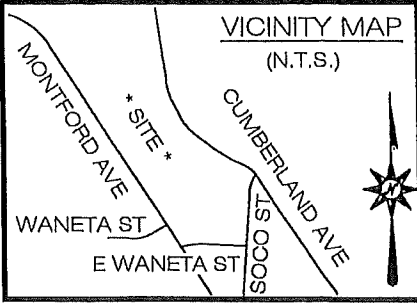 VICINITY MAP
(N.T.S.)
MONTFORD AVE
* SITE *
CUMBERLAND AVE
N
WANETA ST
E WANETA ST
SOCO ST